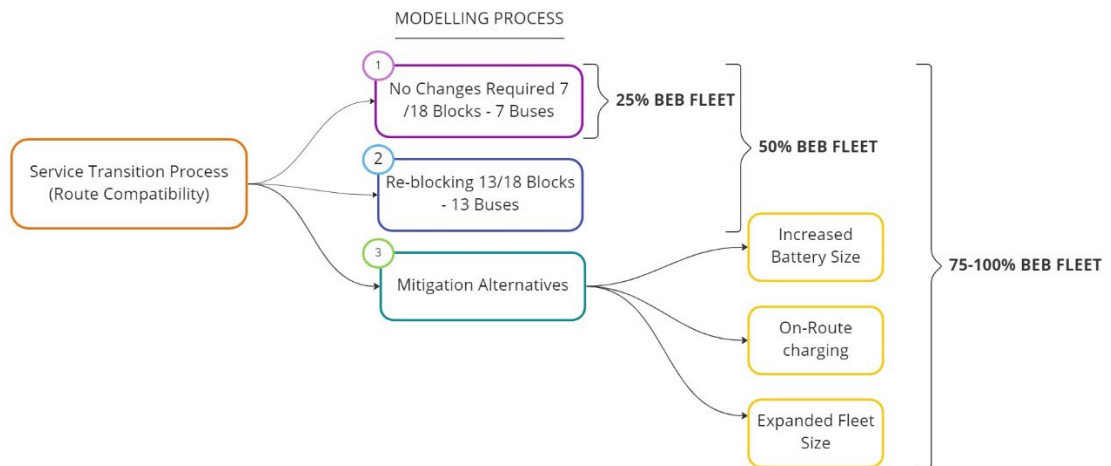 MODELLING PROCESS
1
No Changes Required 7
/18 Blocks - 7 Buses
25% BEB FLEET
2
Re-blocking 13/18 Blocks
- 13 Buses
50% BEB FLEET
Service Transition Process
(Route Compatibility)
3
Mitigation Alternatives
Increased
Battery Size
75-100% BEB FLEET
On-Route
charging
Expanded Fleet
Size